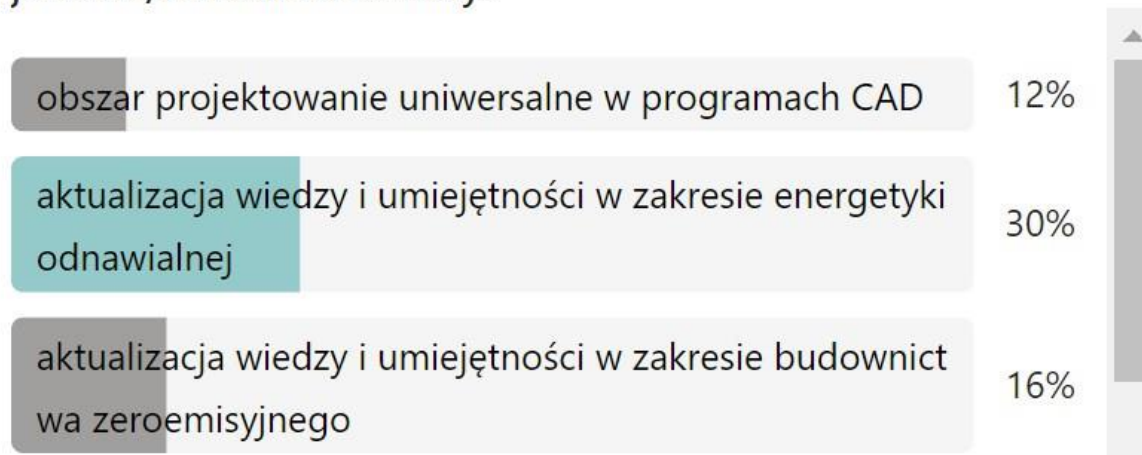 obszar projektowanie uniwersalne w programach CAD
12%
aktualizacja wiedzy i umiejętności w zakresie energetyki
odnawialnej
30%
aktualizacja wiedzy i umiejętności w zakresie budownict
wa zeroemisyjnego
16%